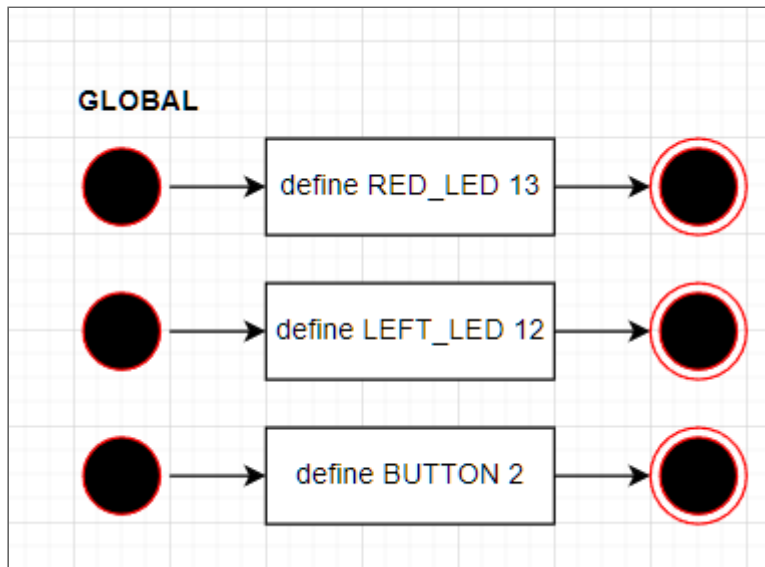 GLOBAL
define RED_LED 13
define LEFT_LED 12
define BUTTON 2